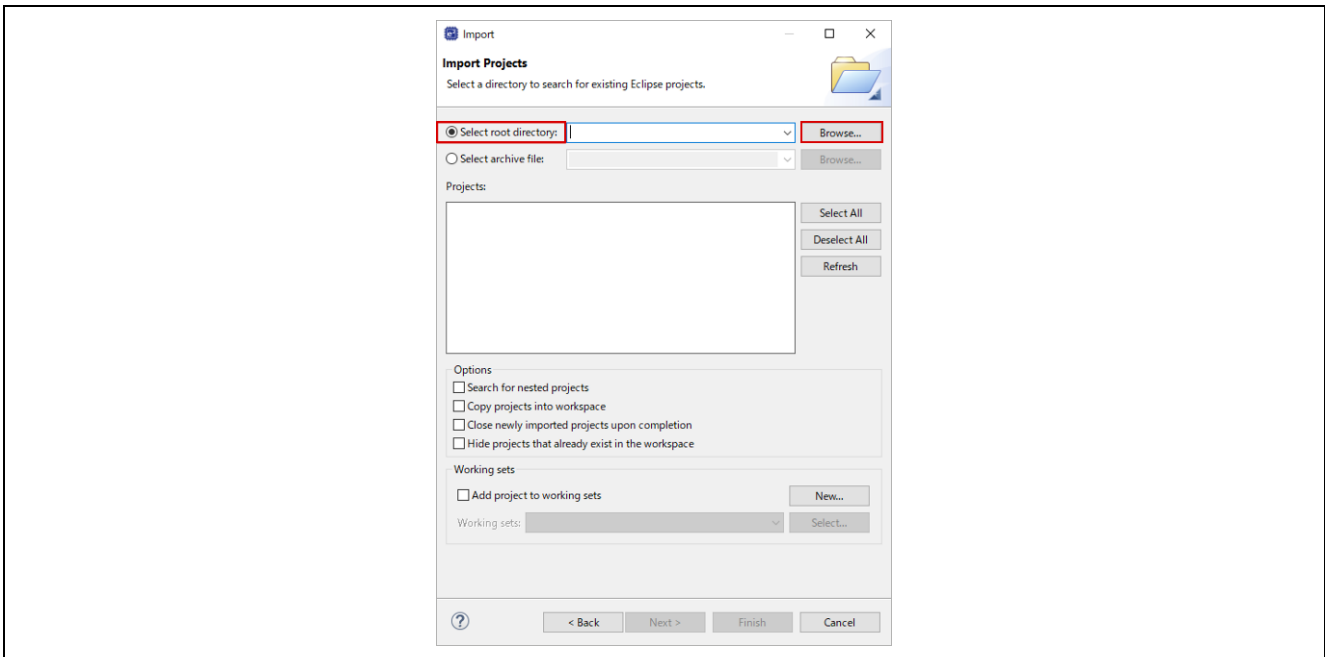 Import
Import Projects
Select a directory to search for existing Eclipse projects.
Select root directory: Browse...
Select archive file: Browse...
Projects:
Select All
Deselect All
Refresh
Options
Search for nested projects
Copy projects into workspace
Close newly imported projects upon completion
Hide projects that already exist in the workspace
Working sets
Add project to working sets New...
Working sets: Select...
? < Back Next > Finish Cancel